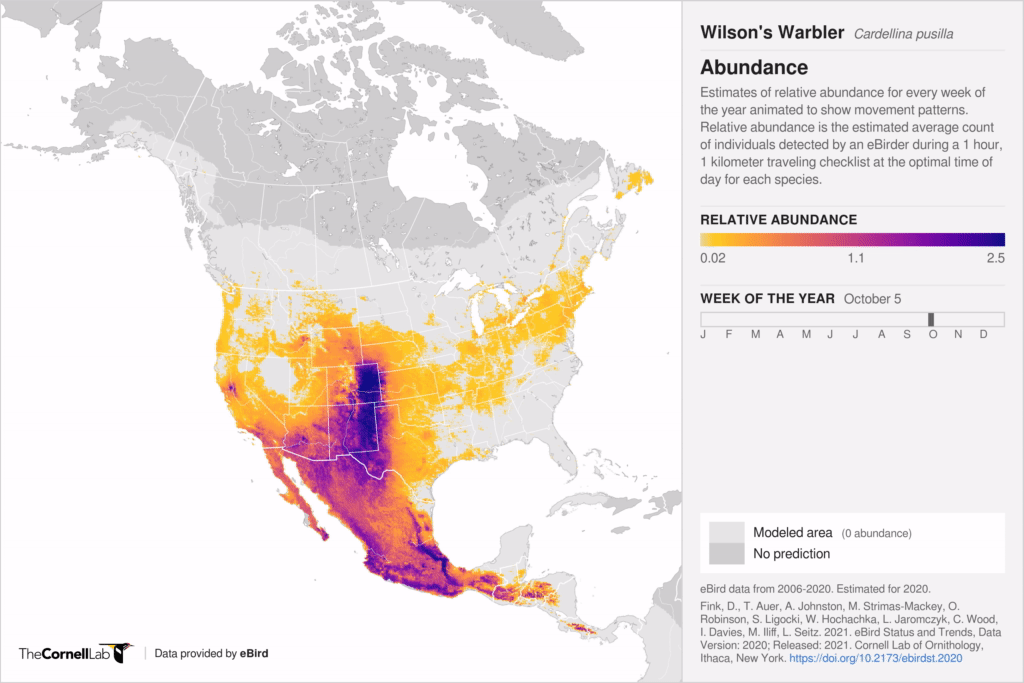 Wilson's Warbler Cardellina pusilla
Abundance
Estimates of relative abundance for every week of
the year animated to show movement patterns.
Relative abundance is the estimated average count
of individuals detected by an eBirder during a 1 hour,
1 kilometer traveling checklist at the optimal time of
day for each species.
RELATIVE ABUNDANCE
0.02 1.1 2.5
WEEK OF THE YEAR October 5
J F M A M J J A S O N D
Modeled area (0 abundance)
No prediction
eBird data from 2006-2020. Estimated for 2020.
Fink, D., T. Auer, A. Johnston, M. Strimas-Mackey, O.
Robinson, S. Ligocki, W. Hochachka, L. Jaromczyk, C. Wood,
I. Davies, M. Iliff, L. Seitz. 2021. eBird Status and Trends, Data
Version: 2020; Released: 2021. Cornell Lab of Ornithology,
Ithaca, New York. https://doi.org/10.2173/ebirdst.2020
TheCornellLab Data provided by eBird